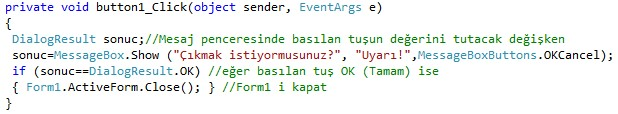 private void button1_Click(object sender, EventArgs e)
{
DialogResult sonuc;//Mesaj penceresinde basılan tuşun değerini tutacak değişken
sonuc=MessageBox.Show ("Çıkmak istiyormusunuz?", "Uyarı!",MessageBoxButtons.OKCancel);
if (sonuc==DialogResult.OK) //eğer basılan tuş OK (Tamam) ise
{ Form1.ActiveForm.Close(); } //Form1 i kapat
}